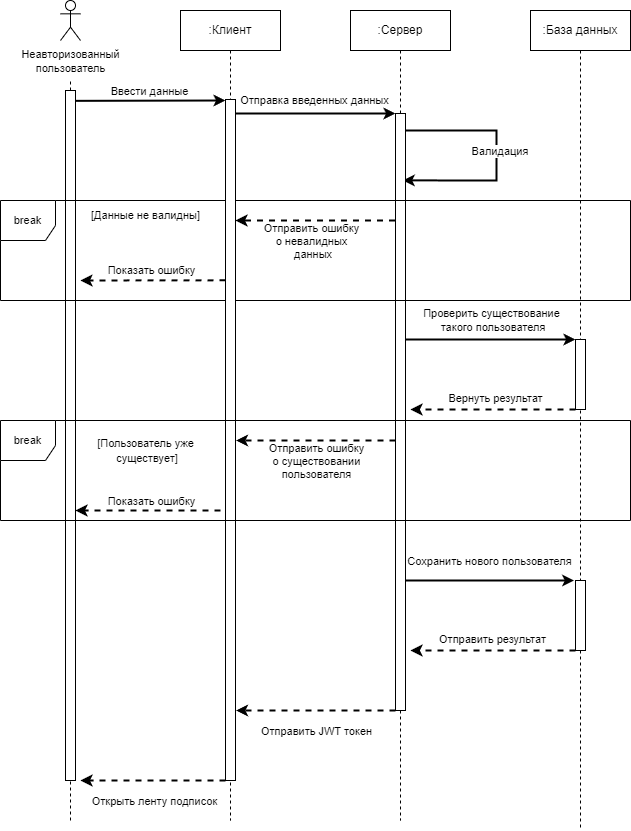 :Клиент
:Сервер
:База данных
Неавторизованный
пользователь
Ввести данные
Отправка введенных данных
Валидация
break
[Данные не валидны]
Отправить ошибку
о невалидных
данных
Показать ошибку
Проверить существование
такого пользователя
Вернуть результат
break
[Пользователь уже
существует]
Отправить ошибку
о существовании
пользователя
Показать ошибку
Сохранить нового пользователя
Отправить результат
Отправить JWT токен
Открыть ленту подписок